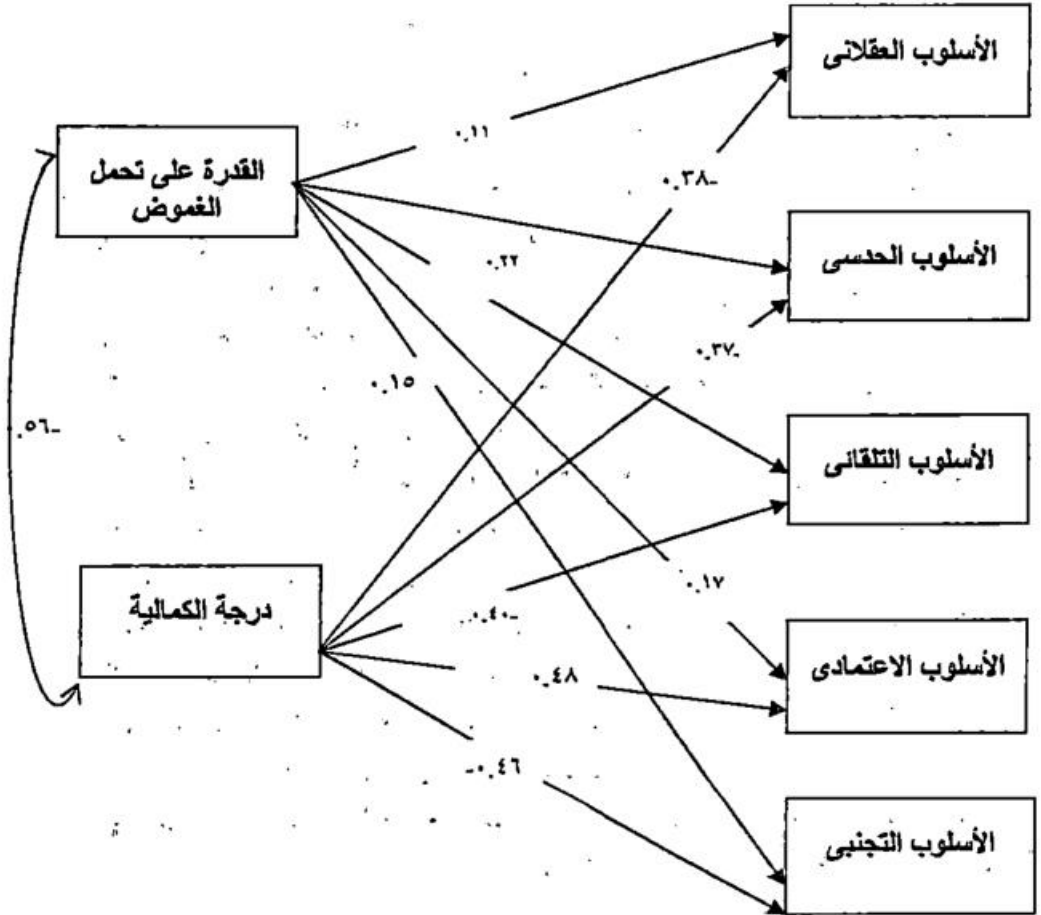 الأسلوب العقلانى
٠.١١
القدرة على تحمل
الغموض
٠.٣٨-
الأسلوب الحدسى
٠.٢٢
٠.٣٧-
٠.١٥
٠.٥٦-
الأسلوب التلقائى
٠.١٧
درجة الكمالية
٠.٤٠-
الأسلوب الاعتمادى
٠.٤٨
-٠.٤٦
الأسلوب التجنبى